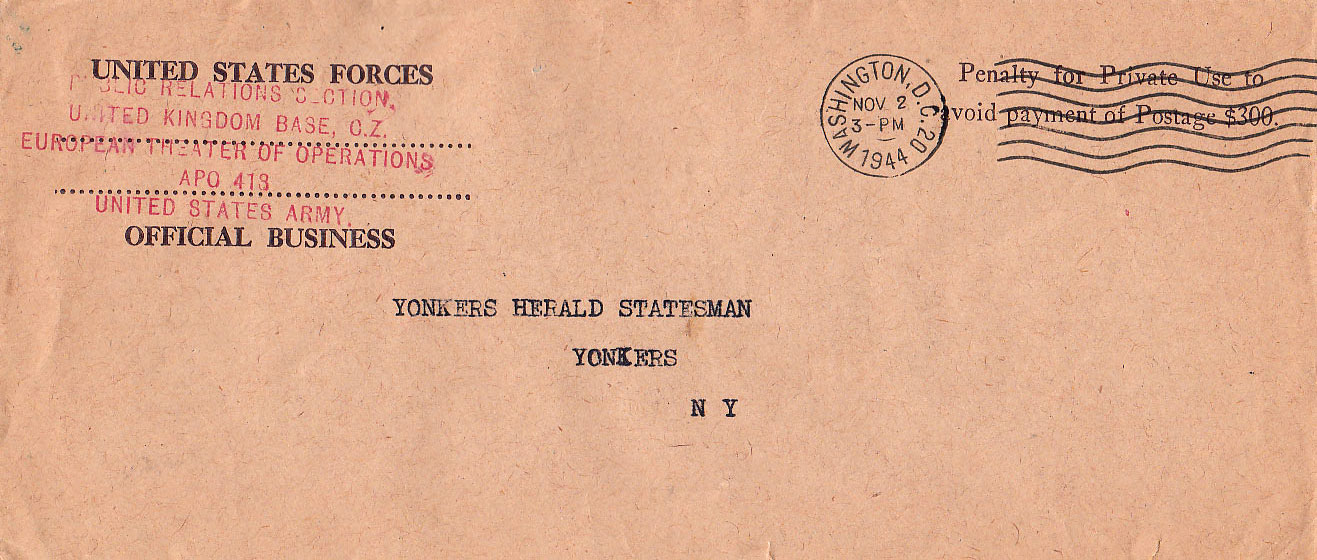 UNITED STATES FORCES
PUBLIC RELATIONS SECTION,
UNITED KINGDOM BASE, C.Z.
EUROPEAN THEATER OF OPERATIONS
APO 413
UNITED STATES ARMY.
OFFICIAL BUSINESS
WASHINGTON, D.C. 20
NOV 2
3-PM
1944
Penalty for Private Use to
avoid payment of Postage $300.
YONKERS HERALD STATESMAN
YONKERS
N Y